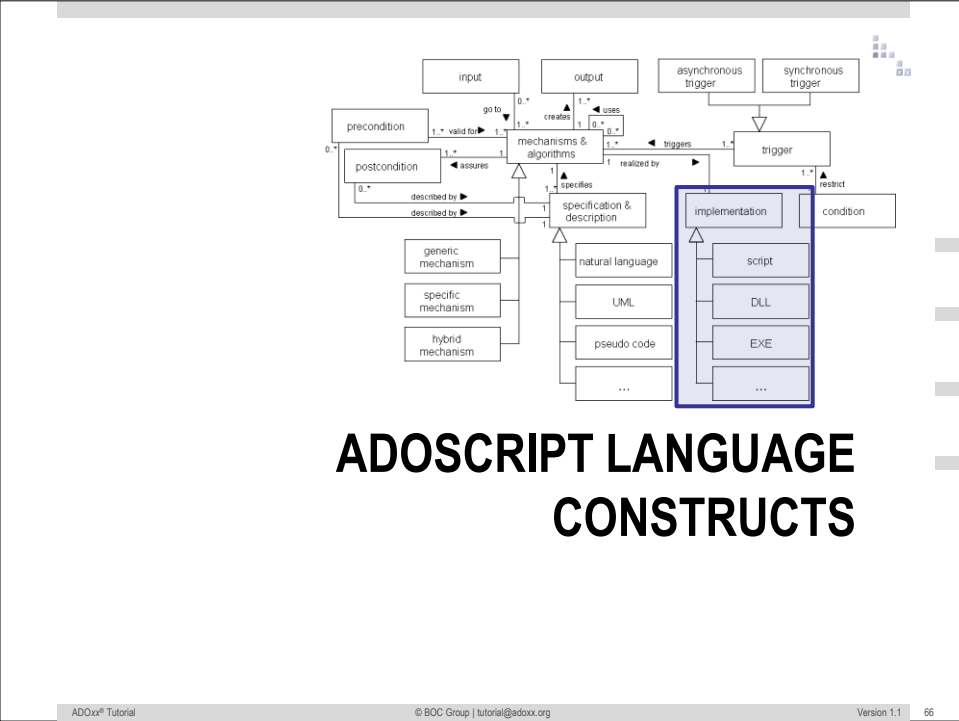 input
output
asynchronous
trigger
synchronous
trigger
go to
0..*
creates
1..*
uses
precondition
1..*
valid for
1..*
1..*
1
0..*
0..*
mechanisms &
algorithms
1..*
triggers
1..*
trigger
0..*
postcondition
1..*
assures
1
realized by
1..*
restrict
0..*
described by
described by
1
specifies
1..*
1
1
specification &
description
1
implementation
condition
generic
mechanism
natural language
script
specific
mechanism
UML
DLL
hybrid
mechanism
pseudo code
EXE
...
...
ADOSCRIPT LANGUAGE
CONSTRUCTS
ADOxx® Tutorial
© BOC Group | tutorial@adoxx.org
Version 1.1
66